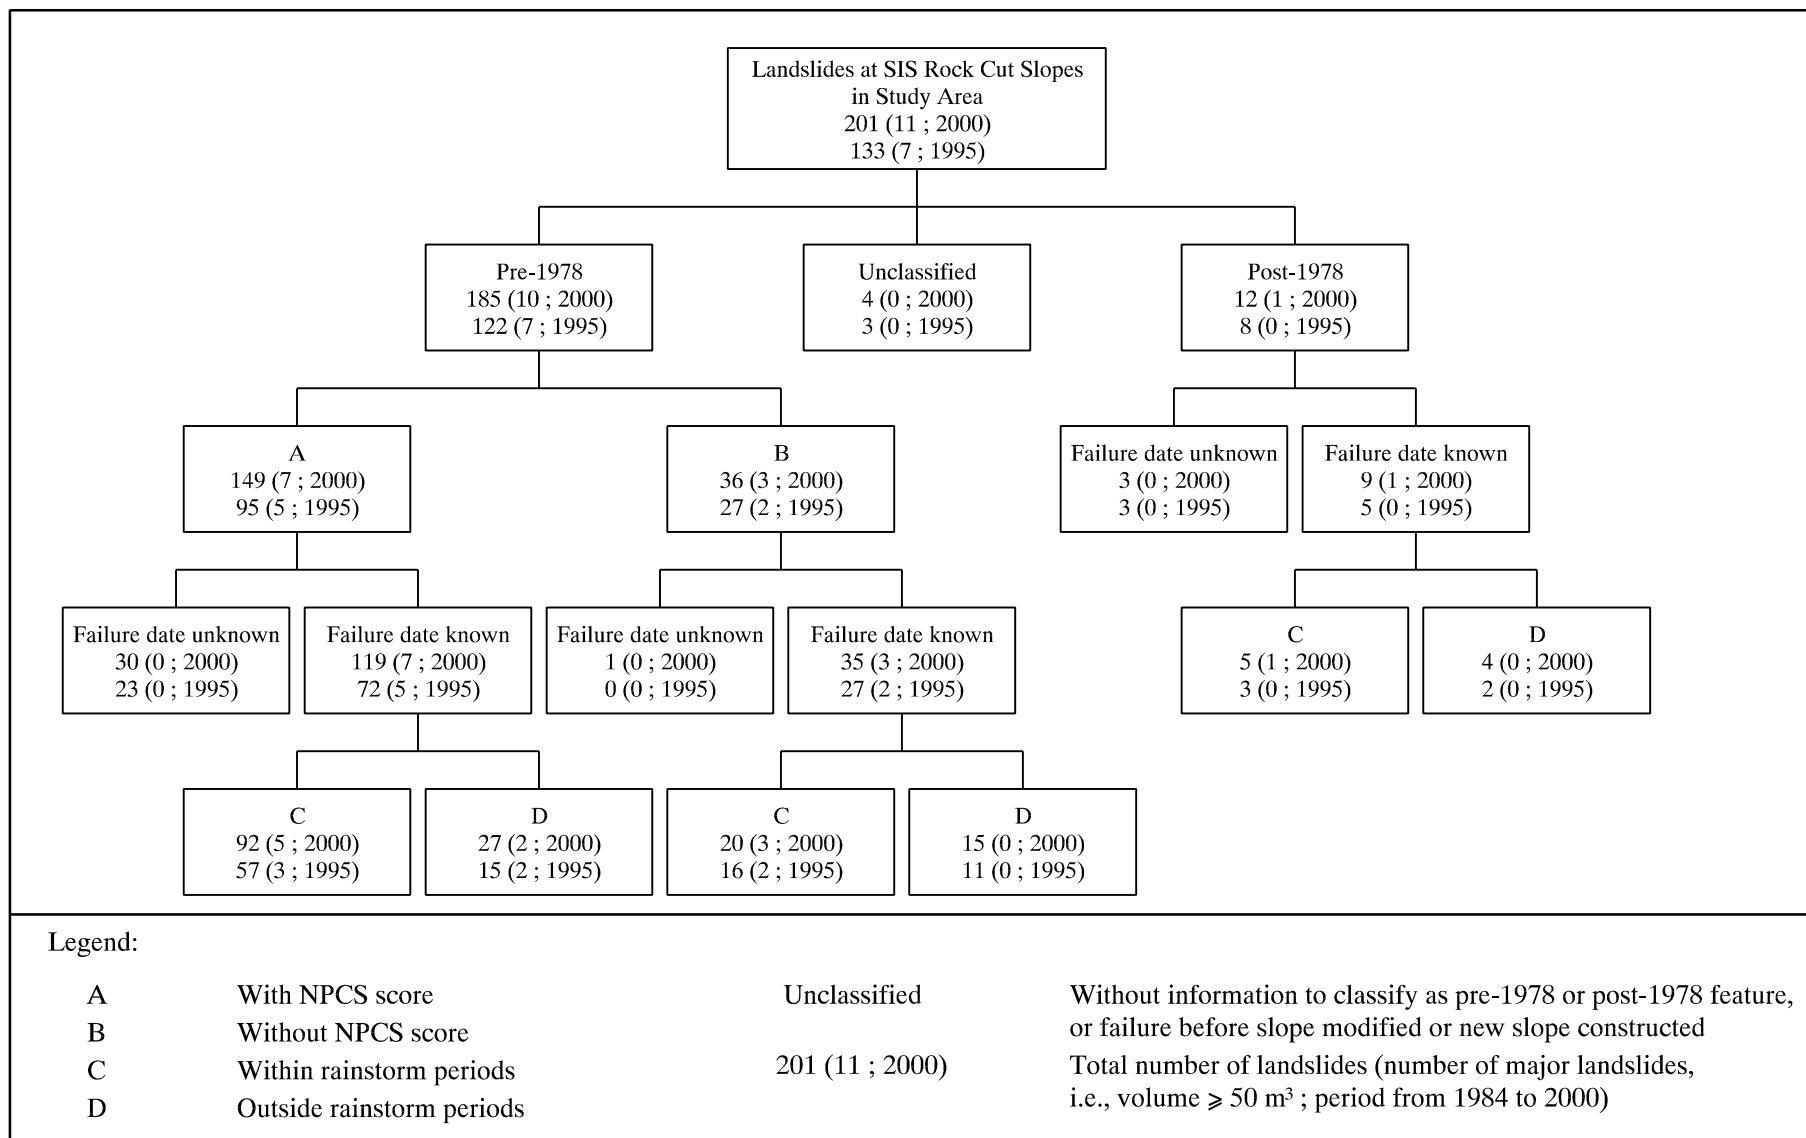 Landslides at SIS Rock Cut Slopes
in Study Area
201 (11 ; 2000)
133 (7 ; 1995)
Pre-1978
185 (10 ; 2000)
122 (7 ; 1995)
Unclassified
4 (0 ; 2000)
3 (0 ; 1995)
Post-1978
12 (1 ; 2000)
8 (0 ; 1995)
A
149 (7 ; 2000)
95 (5 ; 1995)
B
36 (3 ; 2000)
27 (2 ; 1995)
Failure date unknown
3 (0 ; 2000)
3 (0 ; 1995)
Failure date known
9 (1 ; 2000)
5 (0 ; 1995)
Failure date unknown
30 (0 ; 2000)
23 (0 ; 1995)
Failure date known
119 (7 ; 2000)
72 (5 ; 1995)
Failure date unknown
1 (0 ; 2000)
0 (0 ; 1995)
Failure date known
35 (3 ; 2000)
27 (2 ; 1995)
C
5 (1 ; 2000)
3 (0 ; 1995)
D
4 (0 ; 2000)
2 (0 ; 1995)
C
92 (5 ; 2000)
57 (3 ; 1995)
D
27 (2 ; 2000)
15 (2 ; 1995)
C
20 (3 ; 2000)
16 (2 ; 1995)
D
15 (0 ; 2000)
11 (0 ; 1995)
Legend:
A With NPCS score
B Without NPCS score
C Within rainstorm periods
D Outside rainstorm periods
Unclassified Without information to classify as pre-1978 or post-1978 feature,
or failure before slope modified or new slope constructed
201 (11 ; 2000) Total number of landslides (number of major landslides,
i.e., volume ⩾ 50 m³ ; period from 1984 to 2000)